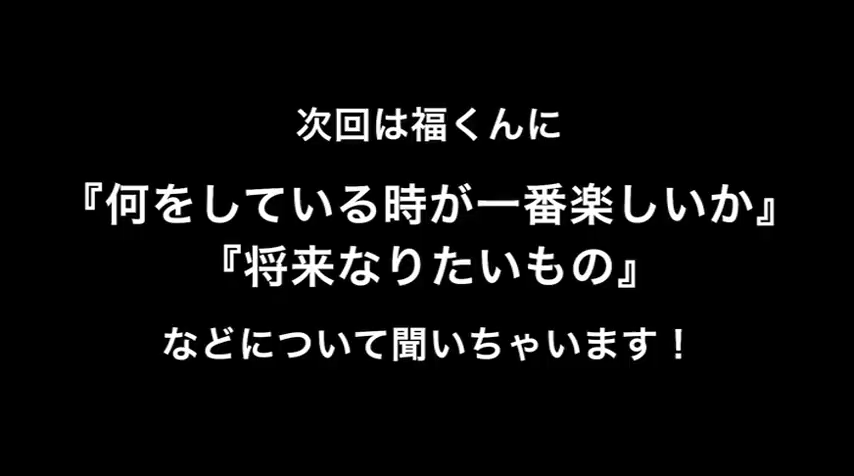 次回は福くんに
『何をしている時が一番楽しいか』
『将来なりたいもの』
などについて聞いちゃいます！